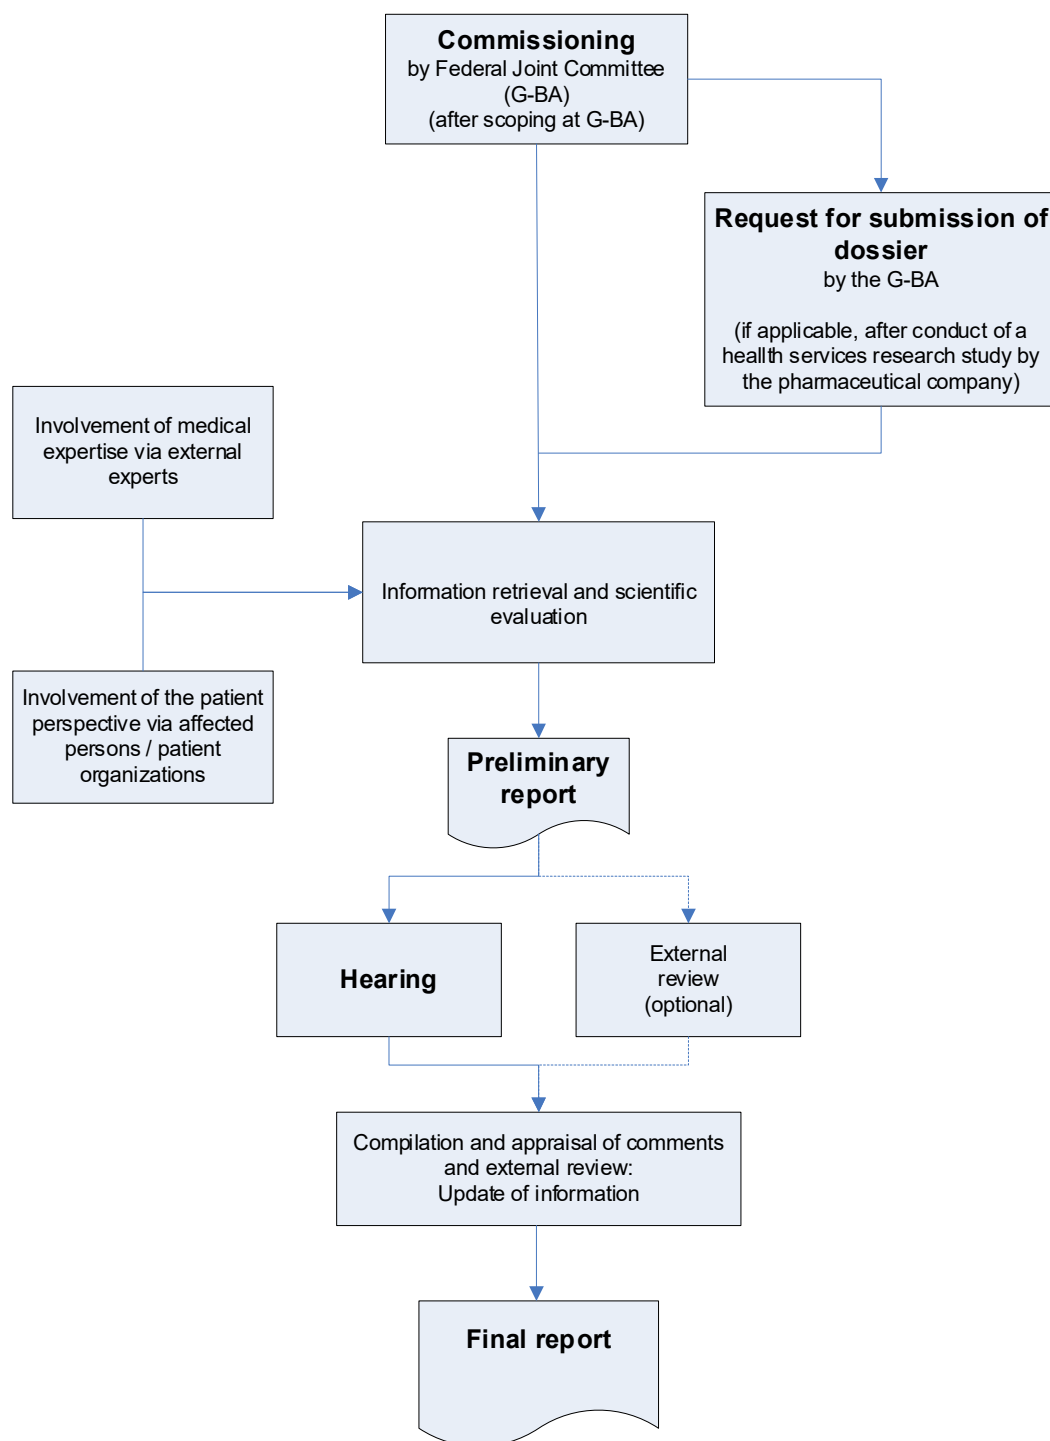 Commissioning
by Federal Joint Committee
(G-BA)
(after scoping at G-BA)
Request for submission of
dossier
by the G-BA
(if applicable, after conduct of a
heallth services research study by
the pharmaceutical company)
Involvement of medical
expertise via external
experts
Information retrieval and scientific
evaluation
Involvement of the patient
perspective via affected
persons / patient
organizations
Preliminary
report
Hearing
External
review
(optional)
Compilation and appraisal of comments
and external review:
Update of information
Final report